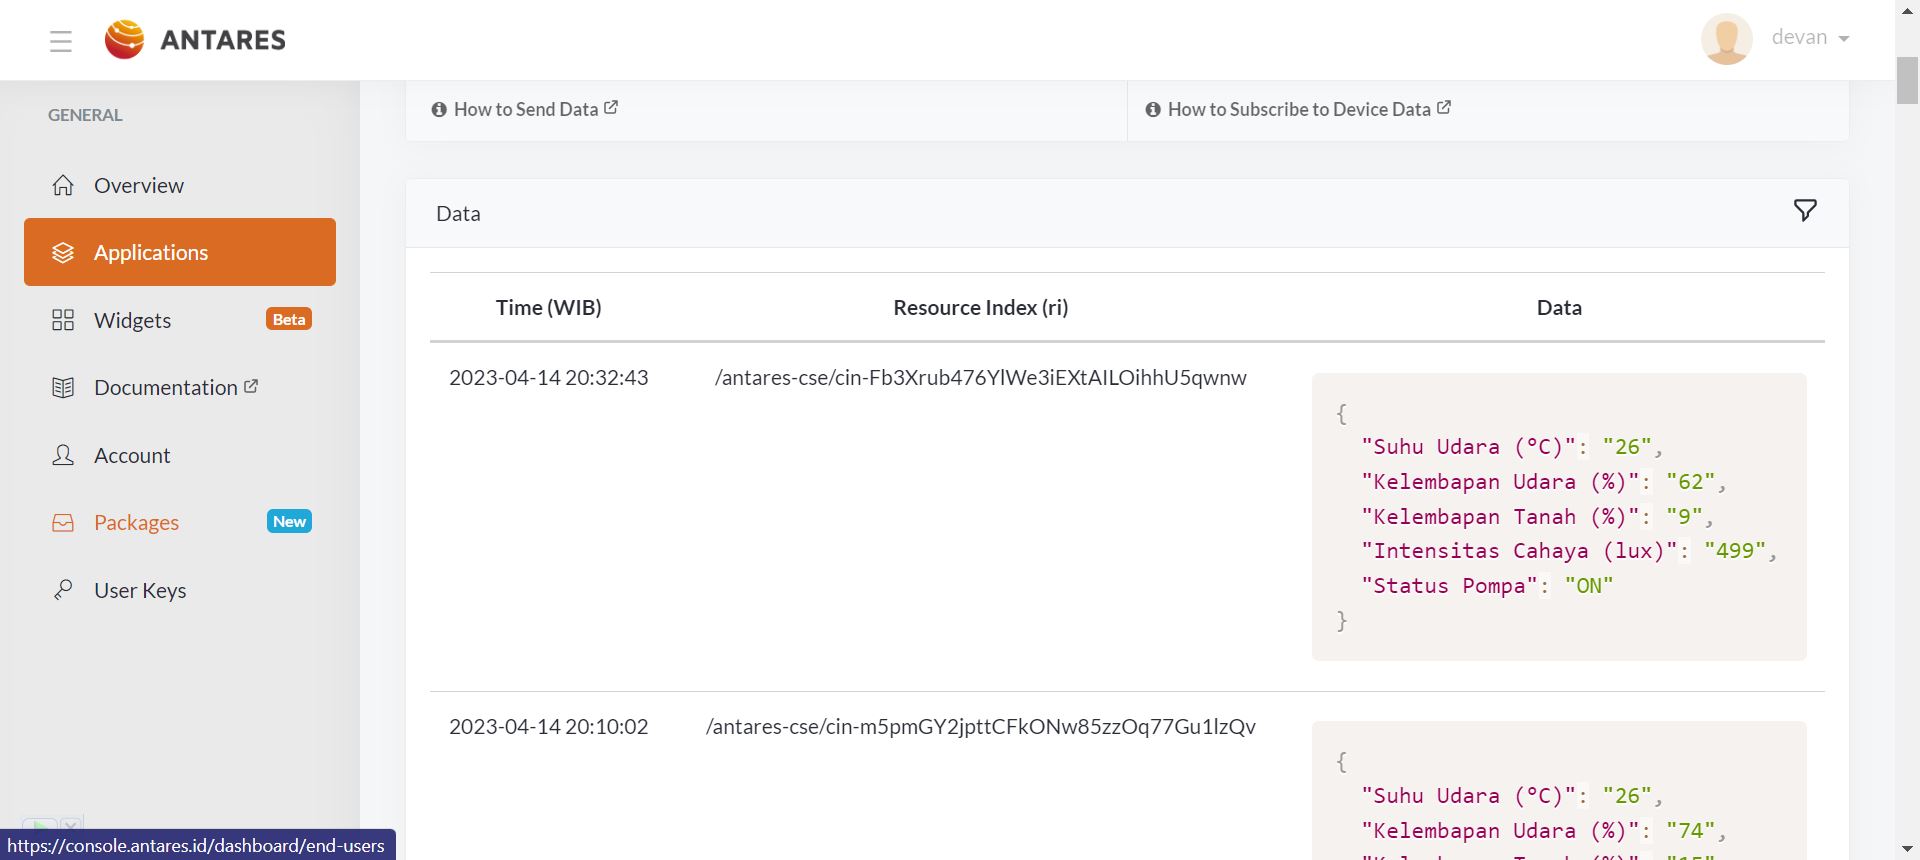 ANTARES
devan
GENERAL
Overview
Applications
Widgets
Beta
Documentation
Account
Packages
New
User Keys
How to Send Data
How to Subscribe to Device Data
Data
Time (WIB)
Resource Index (ri)
Data
2023-04-14 20:32:43
/antares-cse/cin-Fb3Xrub476YlWe3iEXtAILOihhU5qwnw
{
"Suhu Udara (°C)": "26",
"Kelembapan Udara (%)": "62",
"Kelembapan Tanah (%)": "9",
"Intensitas Cahaya (lux)": "499",
"Status Pompa": "ON"
}
2023-04-14 20:10:02
/antares-cse/cin-m5pmGY2jpttCFkONw85zzOq77Gu1lzQv
{
"Suhu Udara (°C)": "26",
"Kelembapan Udara (%)": "74",
https://console.antares.id/dashboard/end-users